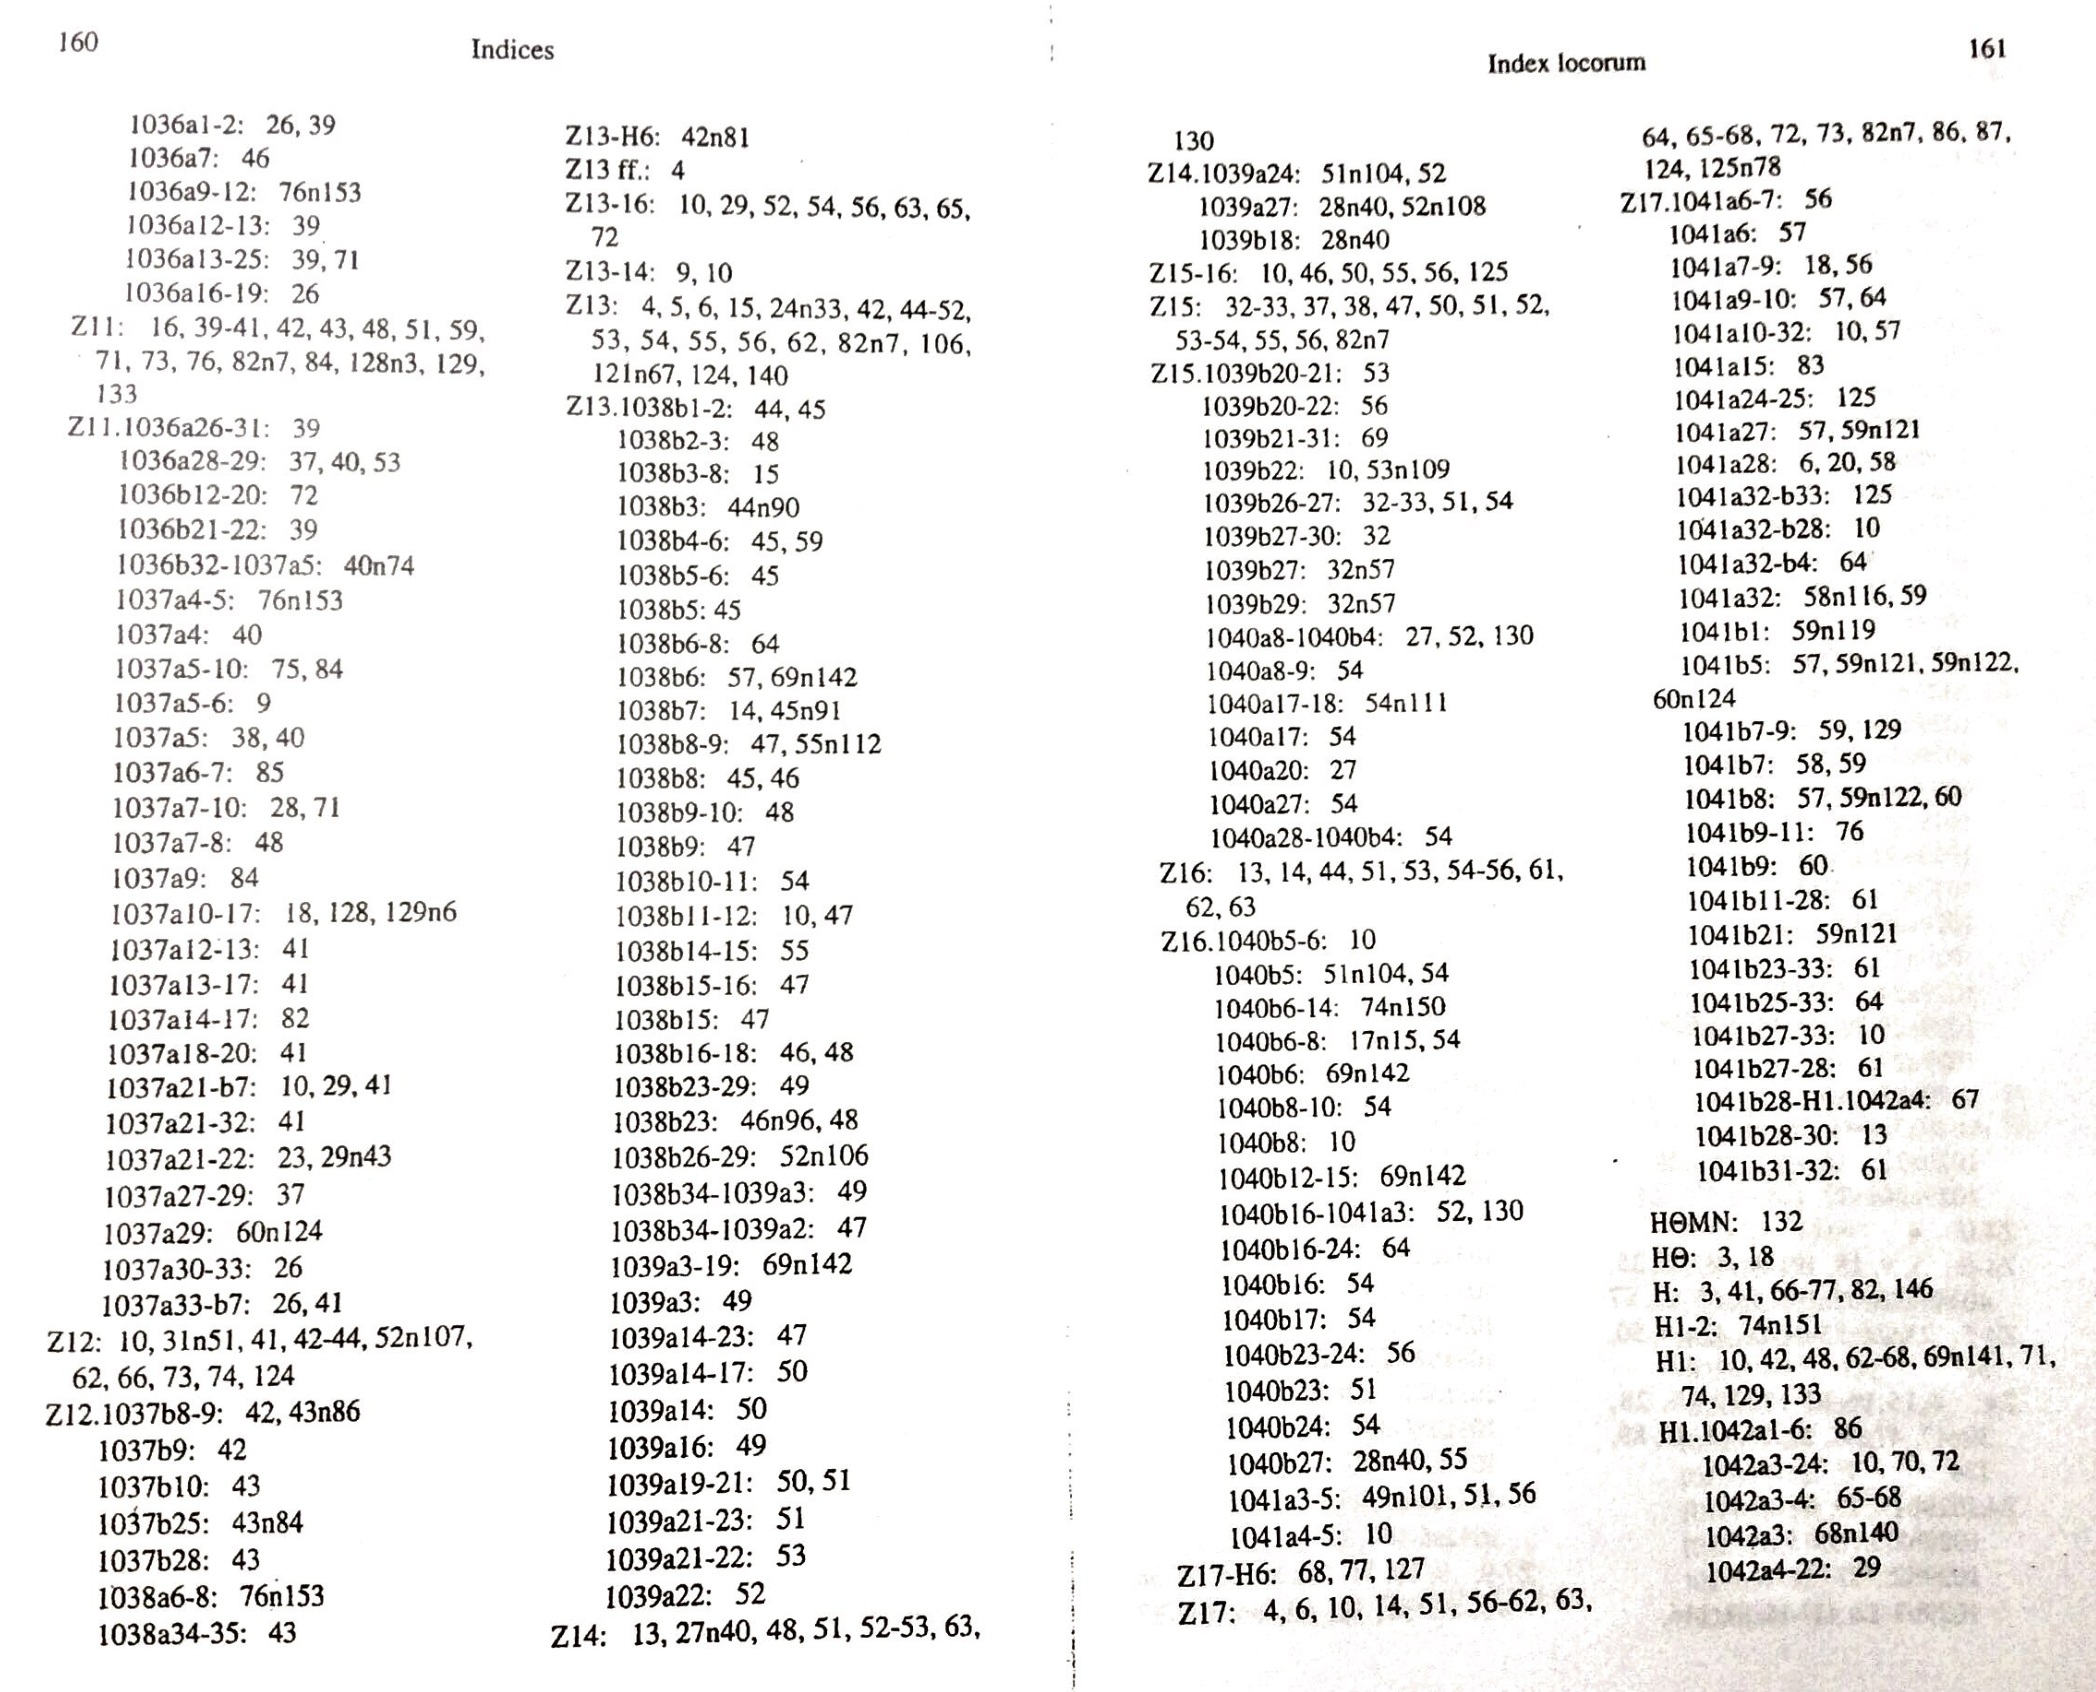 160
Indices
1036a1-2: 26, 39
1036a7: 46
1036a9-12: 76n153
1036a12-13: 39
1036a13-25: 39, 71
1036a16-19: 26
Z11: 16, 39-41, 42, 43, 48, 51, 59,
71, 73, 76, 82n7, 84, 128n3, 129,
133
Z11.1036a26-31: 39
1036a28-29: 37, 40, 53
1036b12-20: 72
1036b21-22: 39
1036b32-1037a5: 40n74
1037a4-5: 76n153
1037a4: 40
1037a5-10: 75, 84
1037a5-6: 9
1037a5: 38, 40
1037a6-7: 85
1037a7-10: 28, 71
1037a7-8: 48
1037a9: 84
1037a10-17: 18, 128, 129n6
1037a12-13: 41
1037a13-17: 41
1037a14-17: 82
1037a18-20: 41
1037a21-b7: 10, 29, 41
1037a21-32: 41
1037a21-22: 23, 29n43
1037a27-29: 37
1037a29: 60n124
1037a30-33: 26
1037a33-b7: 26, 41
Z12: 10, 31n51, 41, 42-44, 52n107,
62, 66, 73, 74, 124
Z12.1037b8-9: 42, 43n86
1037b9: 42
1037b10: 43
1037b25: 43n84
1037b28: 43
1038a6-8: 76n153
1038a34-35: 43
Z13-H6: 42n81
Z13 ff.: 4
Z13-16: 10, 29, 52, 54, 56, 63, 65,
72
Z13-14: 9, 10
Z13: 4, 5, 6, 15, 24n33, 42, 44-52,
53, 54, 55, 56, 62, 82n7, 106,
121n67, 124, 140
Z13.1038b1-2: 44, 45
1038b2-3: 48
1038b3-8: 15
1038b3: 44n90
1038b4-6: 45, 59
1038b5-6: 45
1038b5: 45
1038b6-8: 64
1038b6: 57, 69n142
1038b7: 14, 45n91
1038b8-9: 47, 55n112
1038b8: 45, 46
1038b9-10: 48
1038b9: 47
1038b10-11: 54
1038b11-12: 10, 47
1038b14-15: 55
1038b15-16: 47
1038b15: 47
1038b16-18: 46, 48
1038b23-29: 49
1038b23: 46n96, 48
1038b26-29: 52n106
1038b34-1039a3: 49
1038b34-1039a2: 47
1039a3-19: 69n142
1039a3: 49
1039a14-23: 47
1039a14-17: 50
1039a14: 50
1039a16: 49
1039a19-21: 50, 51
1039a21-23: 51
1039a21-22: 53
1039a22: 52
Z14: 13, 27n40, 48, 51, 52-53, 63,
Index locorum
161
130
Z14.1039a24: 51n104, 52
1039a27: 28n40, 52n108
1039b18: 28n40
Z15-16: 10, 46, 50, 55, 56, 125
Z15: 32-33, 37, 38, 47, 50, 51, 52,
53-54, 55, 56, 82n7
Z15.1039b20-21: 53
1039b20-22: 56
1039b21-31: 69
1039b22: 10, 53n109
1039b26-27: 32-33, 51, 54
1039b27-30: 32
1039b27: 32n57
1039b29: 32n57
1040a8-1040b4: 27, 52, 130
1040a8-9: 54
1040a17-18: 54n111
1040a17: 54
1040a20: 27
1040a27: 54
1040a28-1040b4: 54
Z16: 13, 14, 44, 51, 53, 54-56, 61,
62, 63
Z16.1040b5-6: 10
1040b5: 51n104, 54
1040b6-14: 74n150
1040b6-8: 17n15, 54
1040b6: 69n142
1040b8-10: 54
1040b8: 10
1040b12-15: 69n142
1040b16-1041a3: 52, 130
1040b16-24: 64
1040b16: 54
1040b17: 54
1040b23-24: 56
1040b23: 51
1040b24: 54
1040b27: 28n40, 55
1041a3-5: 49n101, 51, 56
1041a4-5: 10
Z17-H6: 68, 77, 127
Z17: 4, 6, 10, 14, 51, 56-62, 63,
64, 65-68, 72, 73, 82n7, 86, 87,
124, 125n78
Z17.1041a6-7: 56
1041a6: 57
1041a7-9: 18, 56
1041a9-10: 57, 64
1041a10-32: 10, 57
1041a15: 83
1041a24-25: 125
1041a27: 57, 59n121
1041a28: 6, 20, 58
1041a32-b33: 125
1041a32-b28: 10
1041a32-b4: 64
1041a32: 58n116, 59
1041b1: 59n119
1041b5: 57, 59n121, 59n122,
60n124
1041b7-9: 59, 129
1041b7: 58, 59
1041b8: 57, 59n122, 60
1041b9-11: 76
1041b9: 60
1041b11-28: 61
1041b21: 59n121
1041b23-33: 61
1041b25-33: 64
1041b27-33: 10
1041b27-28: 61
1041b28-H1.1042a4: 67
1041b28-30: 13
1041b31-32: 61
HΘMN: 132
HΘ: 3, 18
H: 3, 41, 66-77, 82, 146
H1-2: 74n151
H1: 10, 42, 48, 62-68, 69n141, 71,
74, 129, 133
H1.1042a1-6: 86
1042a3-24: 10, 70, 72
1042a3-4: 65-68
1042a3: 68n140
1042a4-22: 29